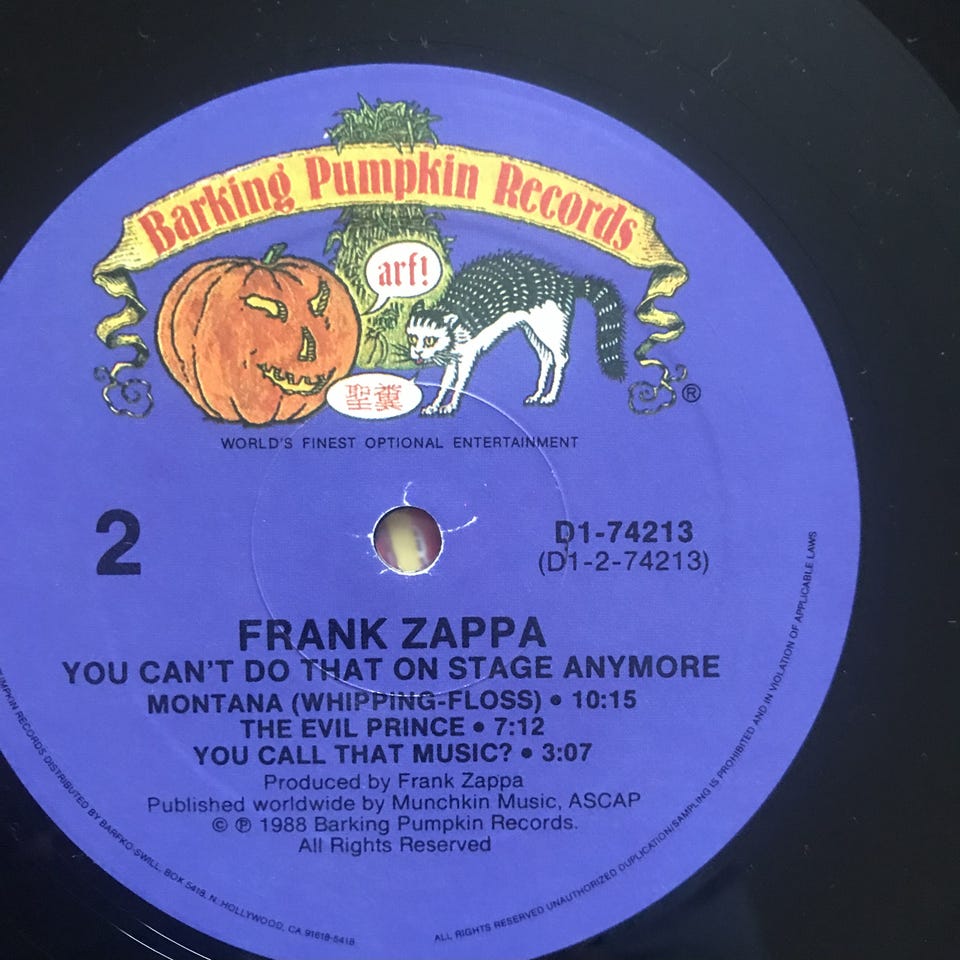 Barking Pumpkin Records
arf!
聖糞
®
WORLD'S FINEST OPTIONAL ENTERTAINMENT
2
D1-74213
(D1-2-74213)
FRANK ZAPPA
YOU CAN'T DO THAT ON STAGE ANYMORE
MONTANA (WHIPPING-FLOSS) • 10:15
THE EVIL PRINCE • 7:12
YOU CALL THAT MUSIC? • 3:07
Produced by Frank Zappa
Published worldwide by Munchkin Music, ASCAP
© ℗ 1988 Barking Pumpkin Records.
All Rights Reserved
RECORDS DISTRIBUTED BY BARFKO-SWILL, BOX 5418, N. HOLLYWOOD, CA 91618-5418
ALL RIGHTS RESERVED UNAUTHORIZED DUPLICATION/SAMPLING IS PROHIBITED AND IN VIOLATION OF APPLICABLE LAWS